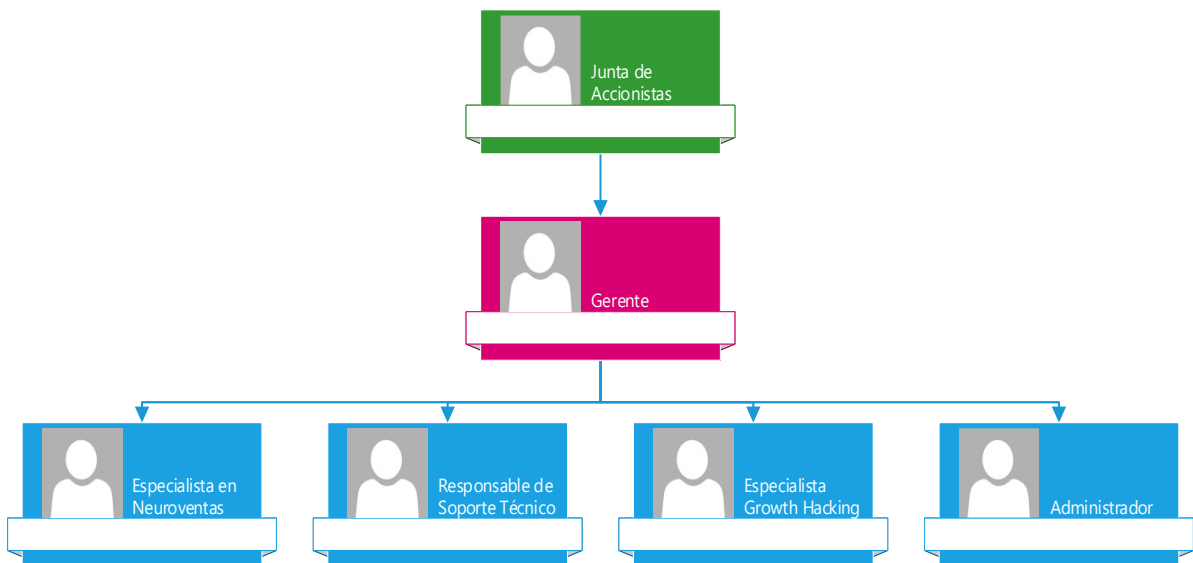 Junta de
Accionistas
Gerente
Especialista en
Neuroventas
Responsable de
Soporte Técnico
Especialista
Growth Hacking
Administrador